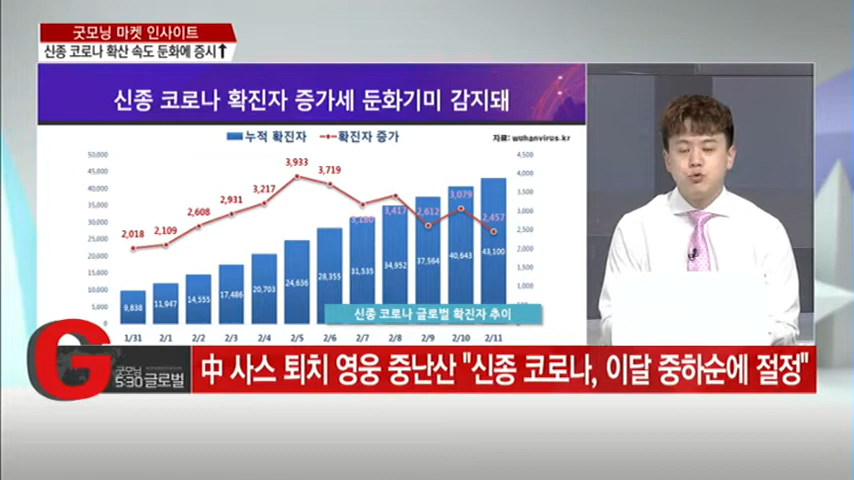 굿모닝 마켓 인사이트
신종 코로나 확산 속도 둔화에 증시⬆
신종 코로나 확진자 증가세 둔화기미 감지돼
누적 확진자 확진자 증가
자료: wuhanvirus.kr
50,000
45,000
40,000
35,000
30,000
25,000
20,000
15,000
10,000
5,000
0
2,018 2,109 2,608 2,931 3,217 3,933 3,719 3,180 3,417 2,612 3,079 2,457
9,838 11,947 14,555 17,486 20,703 24,636 28,355 31,535 34,952 37,564 40,643 43,100
4,500
4,000
3,500
3,000
2,500
2,000
1,500
1,000
신종 코로나 글로벌 확진자 추이
1/31 2/1 2/2 2/3 2/4 2/5 2/6 2/7 2/8 2/9 2/10 2/11
G
굿모닝
5:30 글로벌
中 사스 퇴치 영웅 중난산 "신종 코로나, 이달 중하순에 절정"